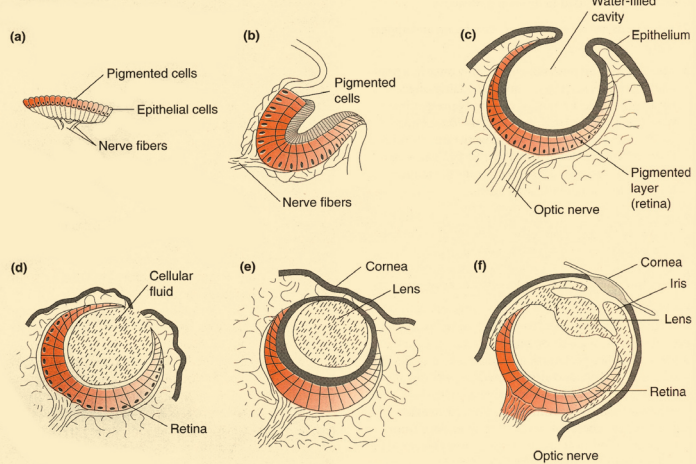 Water-filled
cavity
(a)
Pigmented cells
Epithelial cells
Nerve fibers
(b)
Pigmented
cells
Nerve fibers
(c)
Epithelium
Pigmented
layer
(retina)
Optic nerve
(d)
Cellular
fluid
Retina
(e)
Cornea
Lens
(f)
Cornea
Iris
Lens
Retina
Optic nerve